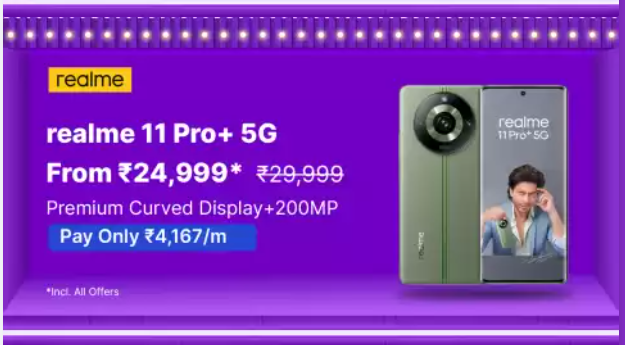 realme
realme 11 Pro+ 5G
From ₹24,999* ₹29,999
Premium Curved Display+200MP
Pay Only ₹4,167/m
*Incl. All Offers
realme
11 Pro+ 5G
realme